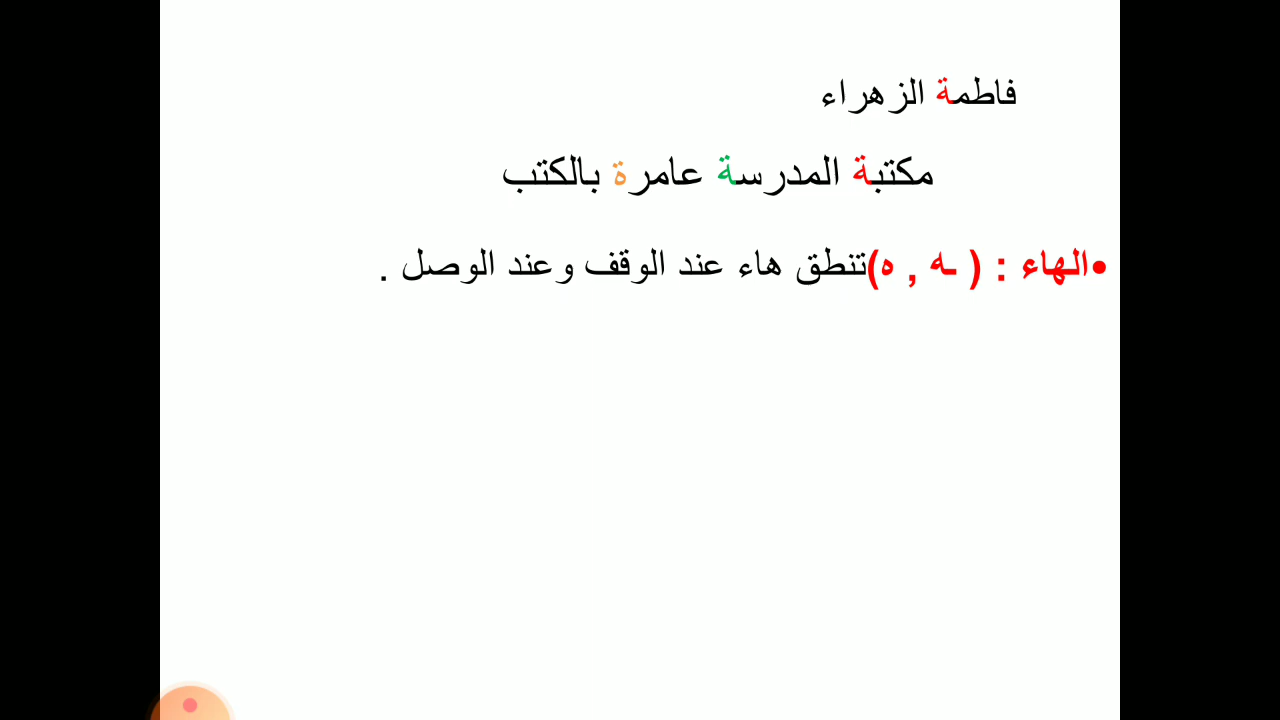 فاطمة الزهراء
مكتبة المدرسة عامرة بالكتب
•الهاء : ( ـه , ه)تنطق هاء عند الوقف وعند الوصل .